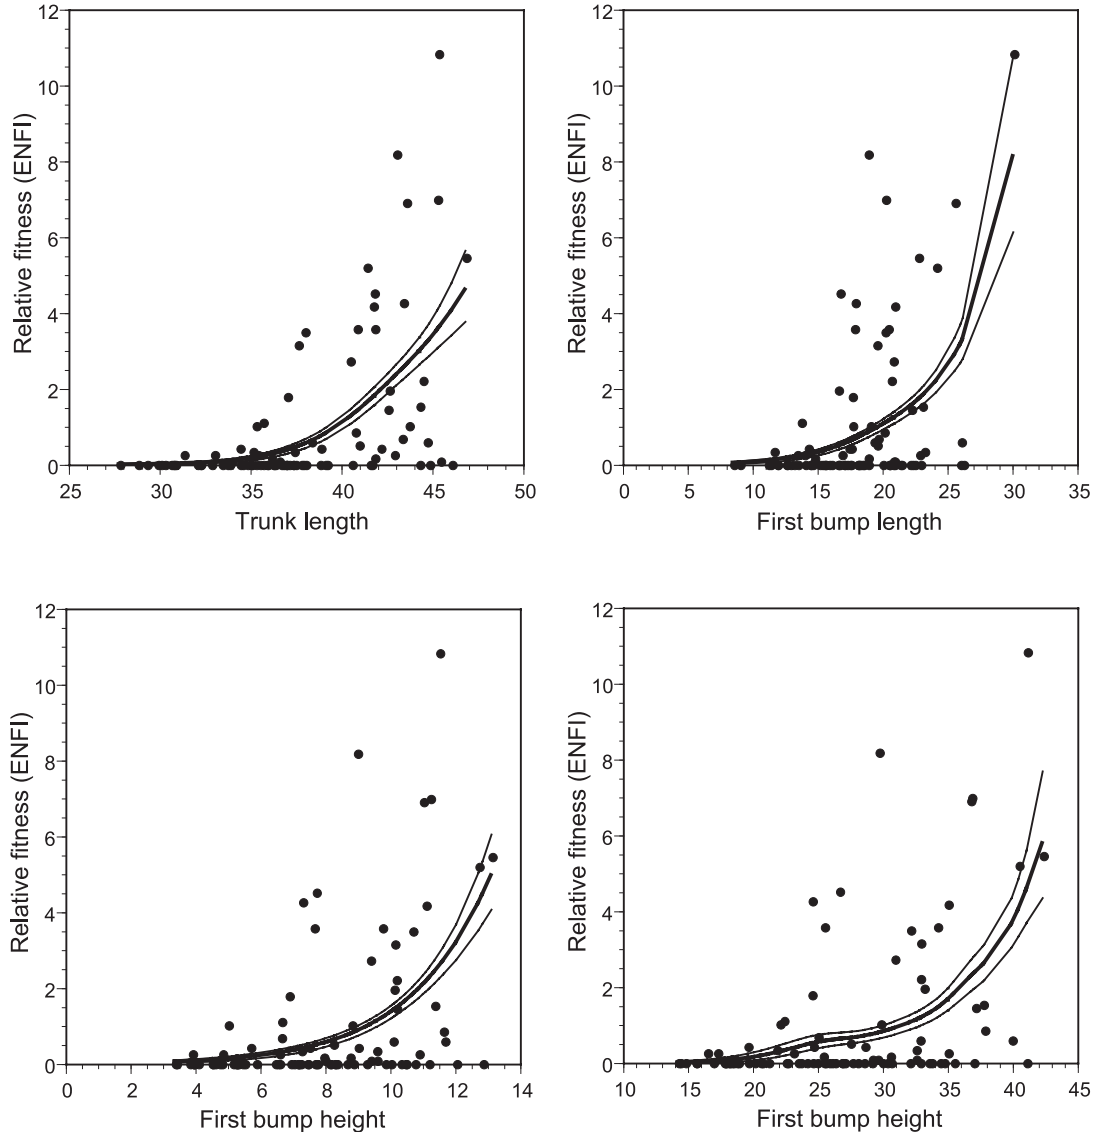 12
10
8
6
4
2
0
Relative fitness (ENFI)
25 30 35 40 45 50
Trunk length
12
10
8
6
4
2
0
Relative fitness (ENFI)
0 5 10 15 20 25 30 35
First bump length
12
10
8
6
4
2
0
Relative fitness (ENFI)
0 2 4 6 8 10 12 14
First bump height
12
10
8
6
4
2
0
Relative fitness (ENFI)
10 15 20 25 30 35 40 45
First bump height